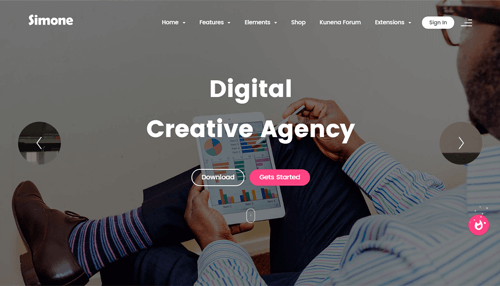 Simone
Home Features Elements Shop Kunena Forum Extensions Sign In
Digital
Creative Agency
Download Gets Started